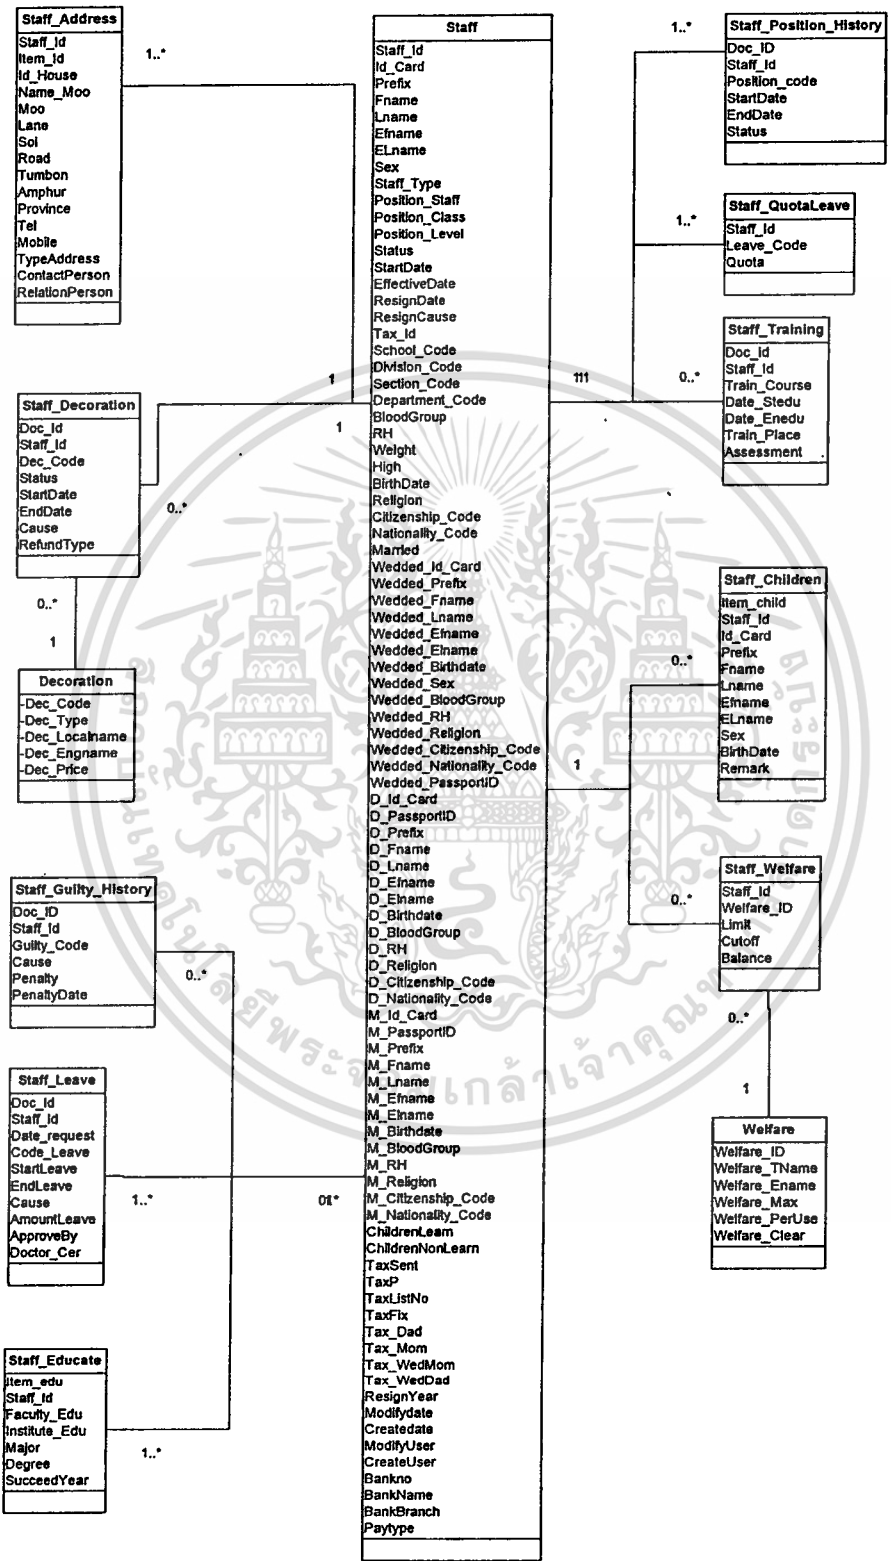 Staff_Address
Staff_Id
Item_Id
Id_House
Name_Moo
Moo
Lane
Soi
Road
Tumbon
Amphur
Province
Tel
Mobile
TypeAddress
ContactPerson
RelationPerson
1..*
1
Staff_Decoration
Doc_Id
Staff_Id
Dec_Code
Status
StartDate
EndDate
Cause
RefundType
1
0..*
0..*
1
Decoration
-Dec_Code
-Dec_Type
-Dec_Localname
-Dec_Engname
-Dec_Price
Staff_Guilty_History
Doc_ID
Staff_Id
Guilty_Code
Cause
Penalty
PenaltyDate
0..*
Staff_Leave
Doc_Id
Staff_Id
Date_request
Code_Leave
StartLeave
EndLeave
Cause
AmountLeave
ApproveBy
Doctor_Cer
1..*
Staff_Educate
Item_edu
Staff_Id
Faculty_Edu
Institute_Edu
Major
Degree
SucceedYear
1..*
Staff
Staff_Id
Id_Card
Prefix
Fname
Lname
Efname
ELname
Sex
Staff_Type
Position_Staff
Position_Class
Position_Level
Status
StartDate
EffectiveDate
ResignDate
ResignCause
Tax_Id
School_Code
Division_Code
Section_Code
Department_Code
BloodGroup
RH
Weight
High
BirthDate
Religion
Citizenship_Code
Nationality_Code
Married
Wedded_Id_Card
Wedded_Prefix
Wedded_Fname
Wedded_Lname
Wedded_Efname
Wedded_Elname
Wedded_Birthdate
Wedded_Sex
Wedded_BloodGroup
Wedded_RH
Wedded_Religion
Wedded_Citizenship_Code
Wedded_Nationality_Code
Wedded_PassportID
D_Id_Card
D_PassportID
D_Prefix
D_Fname
D_Lname
D_Efname
D_Elname
D_Birthdate
D_BloodGroup
D_RH
D_Religion
D_Citizenship_Code
D_Nationality_Code
M_Id_Card
M_PassportID
M_Prefix
M_Fname
M_Lname
M_Efname
M_Elname
M_Birthdate
M_BloodGroup
M_RH
M_Religion
M_Citizenship_Code
M_Nationality_Code
ChildrenLearn
ChildrenNonLearn
TaxSent
TaxP
TaxListNo
TaxFix
Tax_Dad
Tax_Mom
Tax_WedMom
Tax_WedDad
ResignYear
Modifydate
Createdate
ModifyUser
CreateUser
Bankno
BankName
BankBranch
Paytype
1..*
Staff_Position_History
Doc_ID
Staff_Id
Position_code
StartDate
EndDate
Status
1..*
Staff_QuotaLeave
Staff_Id
Leave_Code
Quota
111
0..*
Staff_Training
Doc_Id
Staff_Id
Train_Course
Date_Stedu
Date_Enedu
Train_Place
Assessment
0..*
Staff_Children
Item_child
Staff_Id
Id_Card
Prefix
Fname
Lname
Efname
ELname
Sex
BirthDate
Remark
1
0..*
Staff_Welfare
Staff_Id
Welfare_ID
Limit
Cutoff
Balance
0..*
1
Welfare
Welfare_ID
Welfare_TName
Welfare_Ename
Welfare_Max
Welfare_PerUse
Welfare_Clear